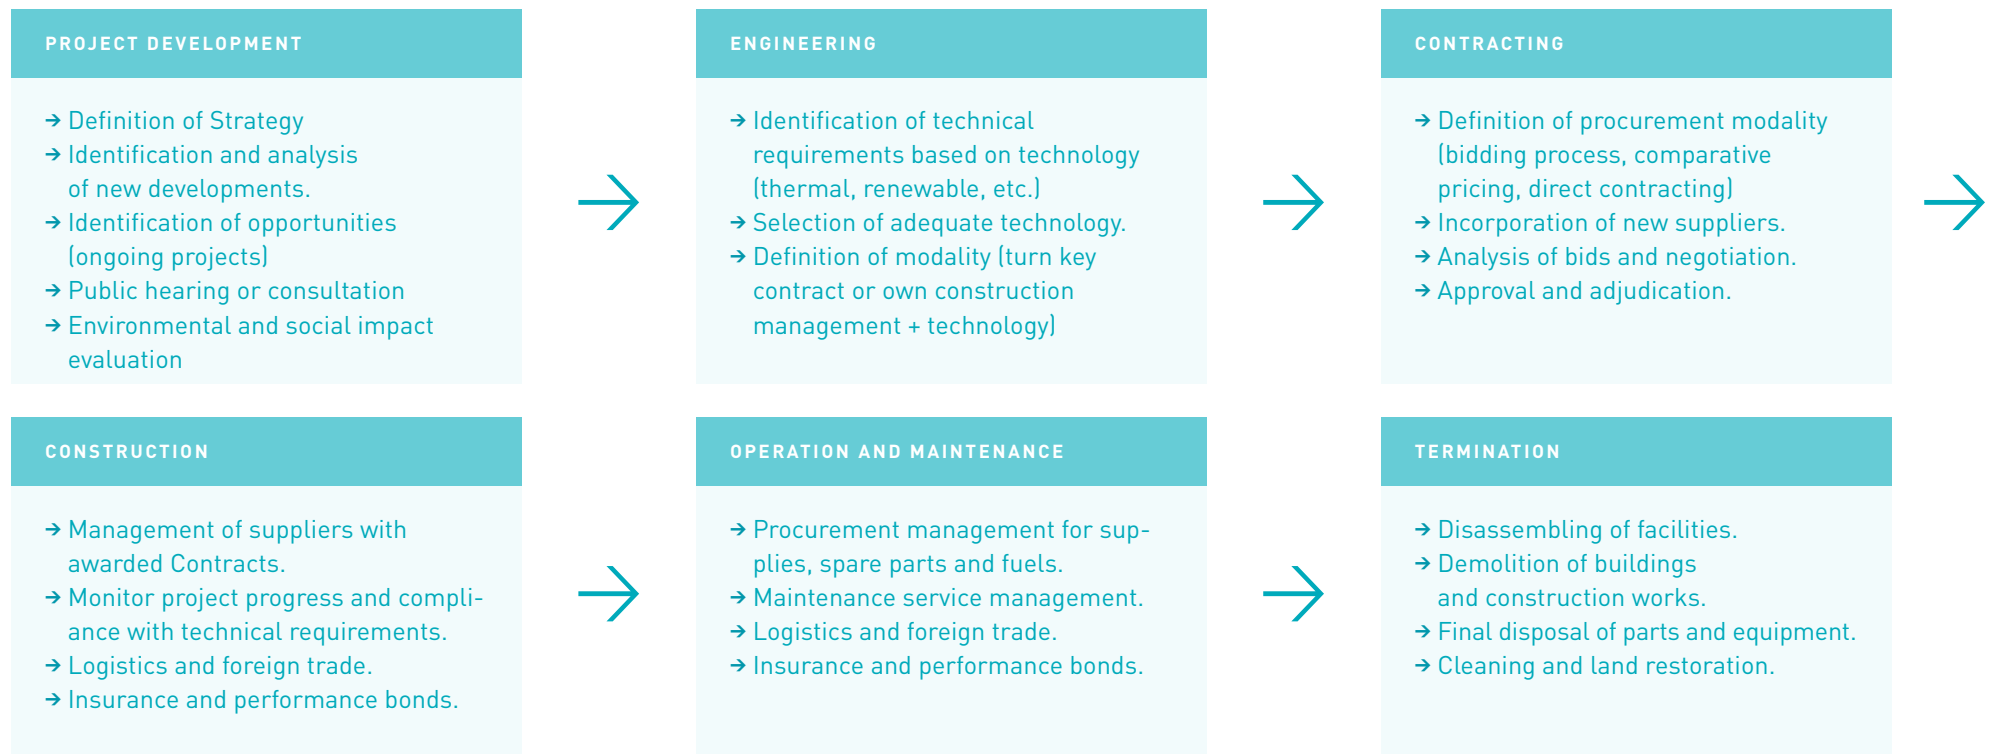 PROJECT DEVELOPMENT
→ Definition of Strategy
→ Identification and analysis
of new developments.
→ Identification of opportunities
(ongoing projects)
→ Public hearing or consultation
→ Environmental and social impact
evaluation
ENGINEERING
→ Identification of technical
requirements based on technology
(thermal, renewable, etc.)
→ Selection of adequate technology.
→ Definition of modality (turn key
contract or own construction
management + technology)
CONTRACTING
→ Definition of procurement modality
(bidding process, comparative
pricing, direct contracting)
→ Incorporation of new suppliers.
→ Analysis of bids and negotiation.
→ Approval and adjudication.
CONSTRUCTION
→ Management of suppliers with
awarded Contracts.
→ Monitor project progress and compli-
ance with technical requirements.
→ Logistics and foreign trade.
→ Insurance and performance bonds.
OPERATION AND MAINTENANCE
→ Procurement management for sup-
plies, spare parts and fuels.
→ Maintenance service management.
→ Logistics and foreign trade.
→ Insurance and performance bonds.
TERMINATION
→ Disassembling of facilities.
→ Demolition of buildings
and construction works.
→ Final disposal of parts and equipment.
→ Cleaning and land restoration.